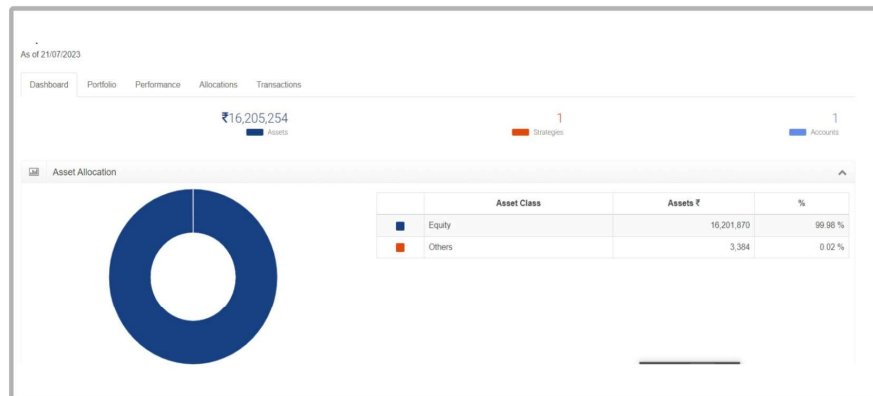 As of 21/07/2023
Dashboard Portfolio Performance Allocations Transactions
₹16,205,254 1 1
Assets Strategies Accounts
Asset Allocation
Asset Class Assets ₹ %
Equity 16,201,870 99.98 %
Others 3,384 0.02 %